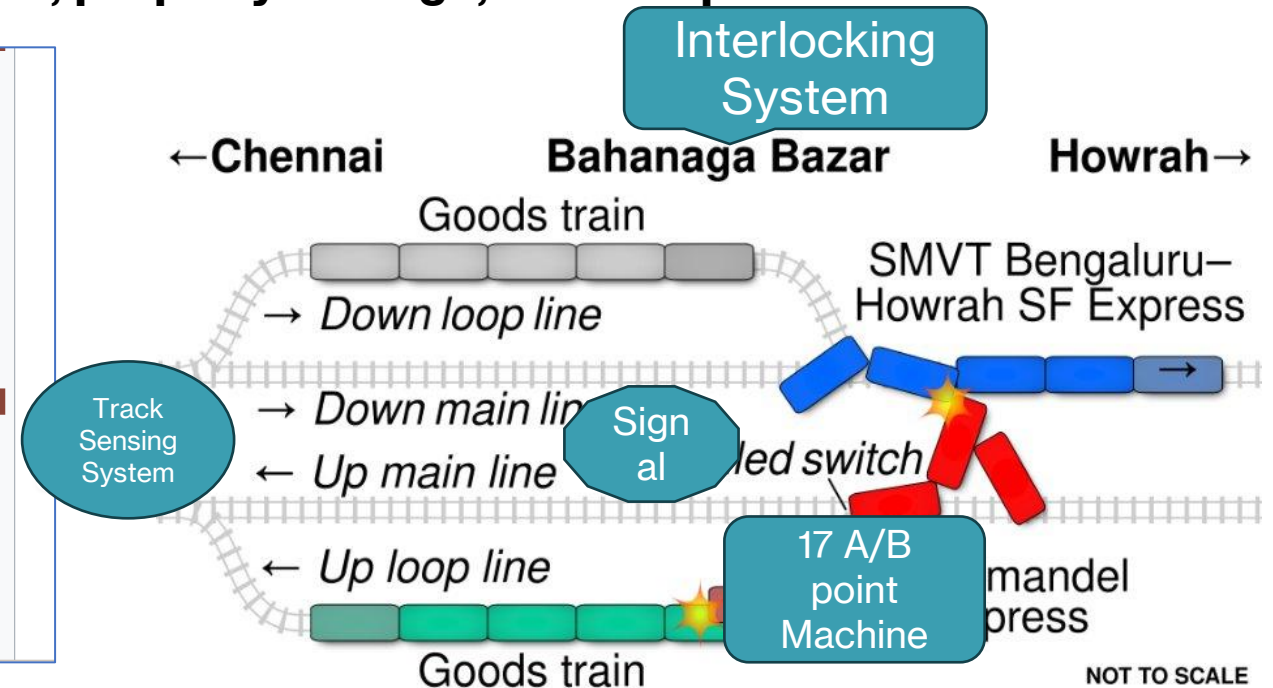 Interlocking
System
←Chennai
Bahanaga Bazar
Howrah→
Goods train
SMVT Bengaluru–
Howrah SF Express
→ Down loop line
→
Track
Sensing
System
→ Down main lin
Sign
al
← Up main line
led switch
17 A/B
point
Machine
← Up loop line
mandel
press
Goods train
NOT TO SCALE